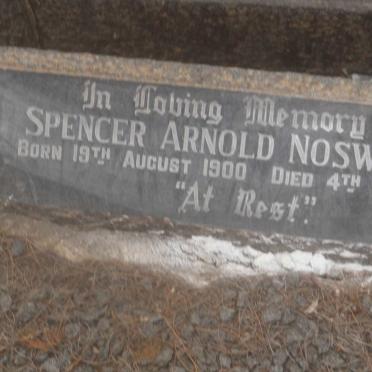 In Loving Memory
SPENCER ARNOLD NOSW
BORN 19TH AUGUST 1900 DIED 4TH
"At Rest."